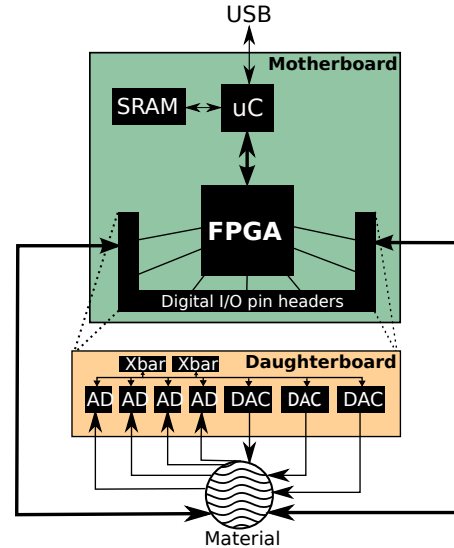 USB
Motherboard
SRAM
uC
FPGA
Digital I/O pin headers
Daughterboard
Xbar Xbar
AD AD AD AD DAC DAC DAC
Material